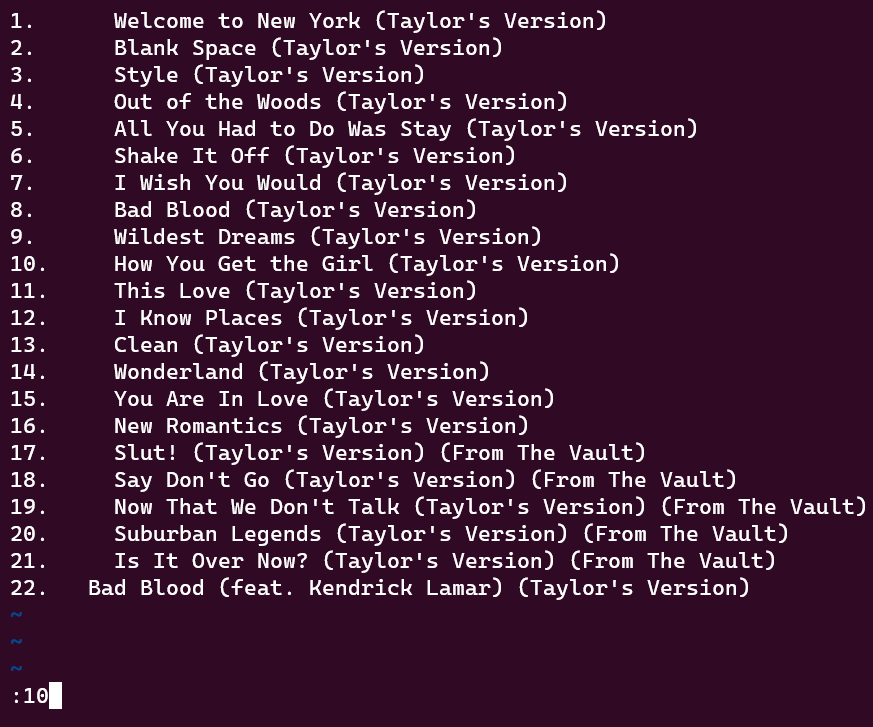 1.      Welcome to New York (Taylor's Version)
2.      Blank Space (Taylor's Version)
3.      Style (Taylor's Version)
4.      Out of the Woods (Taylor's Version)
5.      All You Had to Do Was Stay (Taylor's Version)
6.      Shake It Off (Taylor's Version)
7.      I Wish You Would (Taylor's Version)
8.      Bad Blood (Taylor's Version)
9.      Wildest Dreams (Taylor's Version)
10.     How You Get the Girl (Taylor's Version)
11.     This Love (Taylor's Version)
12.     I Know Places (Taylor's Version)
13.     Clean (Taylor's Version)
14.     Wonderland (Taylor's Version)
15.     You Are In Love (Taylor's Version)
16.     New Romantics (Taylor's Version)
17.     Slut! (Taylor's Version) (From The Vault)
18.     Say Don't Go (Taylor's Version) (From The Vault)
19.     Now That We Don't Talk (Taylor's Version) (From The Vault)
20.     Suburban Legends (Taylor's Version) (From The Vault)
21.     Is It Over Now? (Taylor's Version) (From The Vault)
22.   Bad Blood (feat. Kendrick Lamar) (Taylor's Version)
~
~
~
:10